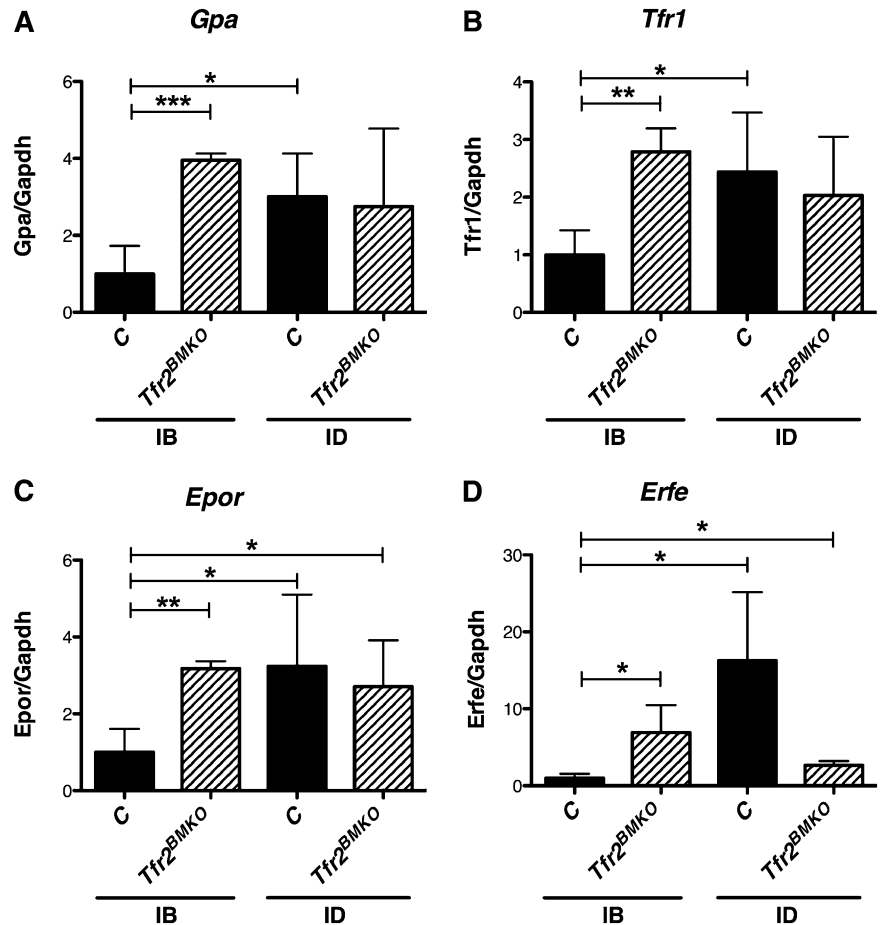 A
Gpa
Gpa/Gapdh
6
4
2
0
*
***
C
Tfr2BMKO
C
Tfr2BMKO
IB
ID
B
Tfr1
Tfr1/Gapdh
4
3
2
1
0
*
**
C
Tfr2BMKO
C
Tfr2BMKO
IB
ID
C
Epor
Epor/Gapdh
6
4
2
0
*
*
**
C
Tfr2BMKO
C
Tfr2BMKO
IB
ID
D
Erfe
Erfe/Gapdh
30
20
10
0
*
*
*
C
Tfr2BMKO
C
Tfr2BMKO
IB
ID